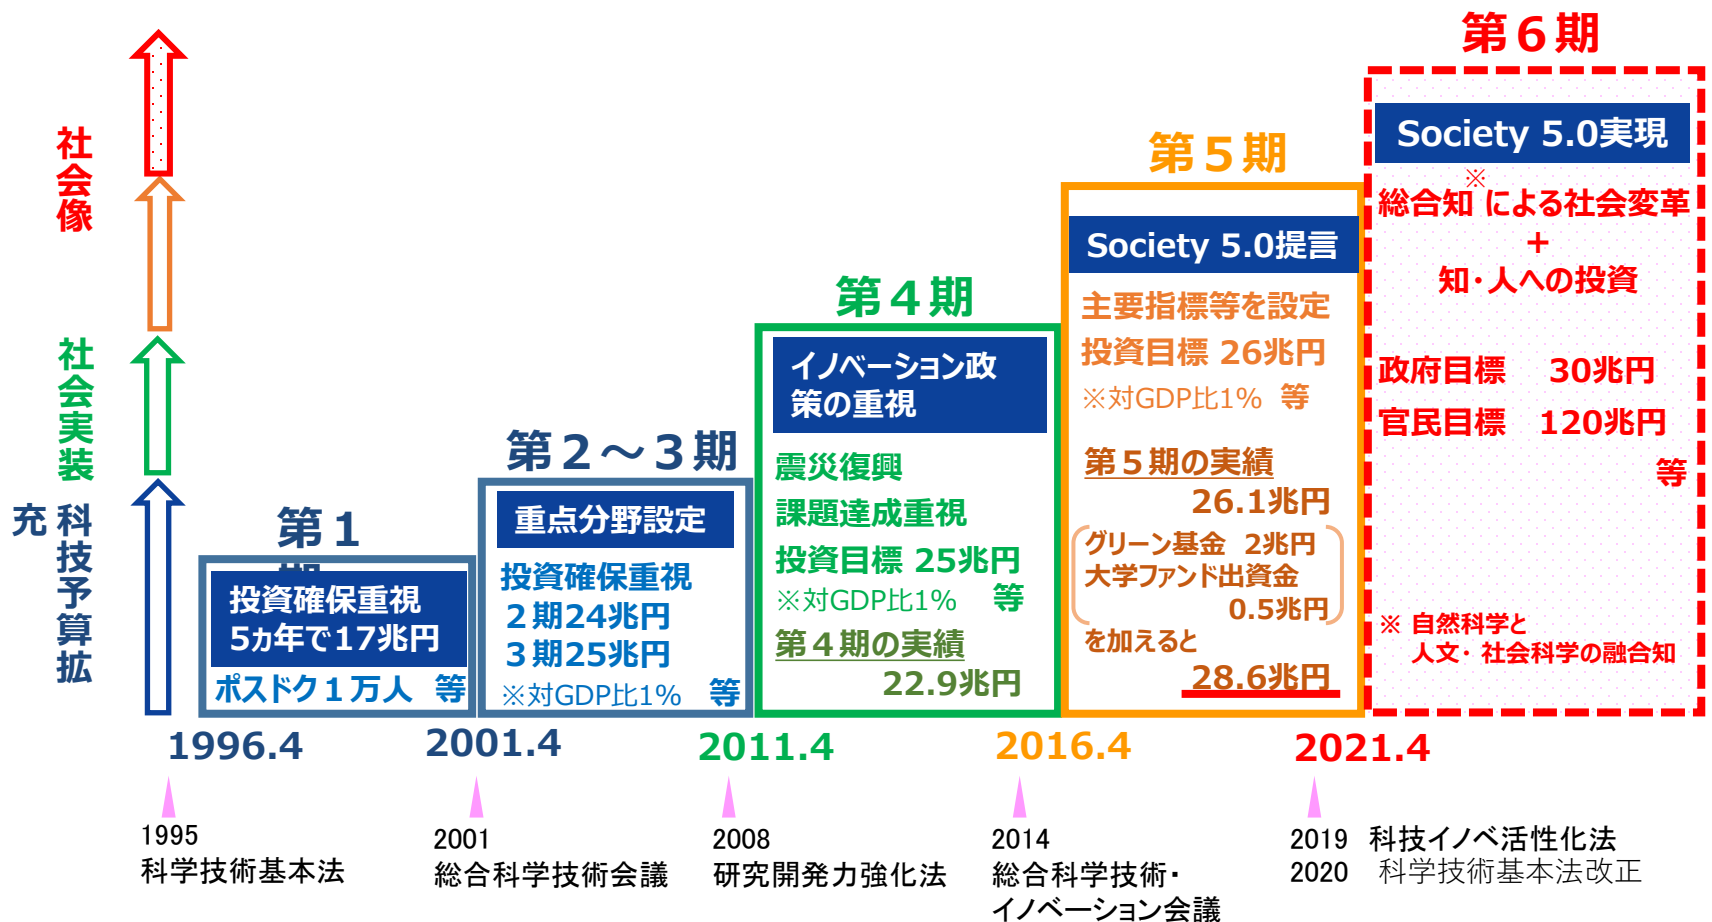 社会像
社会実装
科技予算拡
充
第１
期
投資確保重視
5ヵ年で17兆円
ポスドク１万人 等
第２～３期
重点分野設定
投資確保重視
２期24兆円
３期25兆円
※対GDP比1% 等
第４期
イノベーション政
策の重視
震災復興
課題達成重視
投資目標 25兆円
※対GDP比1% 等
第４期の実績
22.9兆円
第５期
Society 5.0提言
主要指標等を設定
投資目標 26兆円
※対GDP比1% 等
第５期の実績
26.1兆円
グリーン基金 2兆円
大学ファンド出資金
0.5兆円
を加えると
28.6兆円
第６期
Society 5.0実現
※
総合知 による社会変革
+
知・人への投資
政府目標 30兆円
官民目標 120兆円
等
※ 自然科学と
人文・社会科学の融合知
1996.4
2001.4
2011.4
2016.4
2021.4
1995
科学技術基本法
2001
総合科学技術会議
2008
研究開発力強化法
2014
総合科学技術・
イノベーション会議
2019 科技イノベ活性化法
2020 科学技術基本法改正